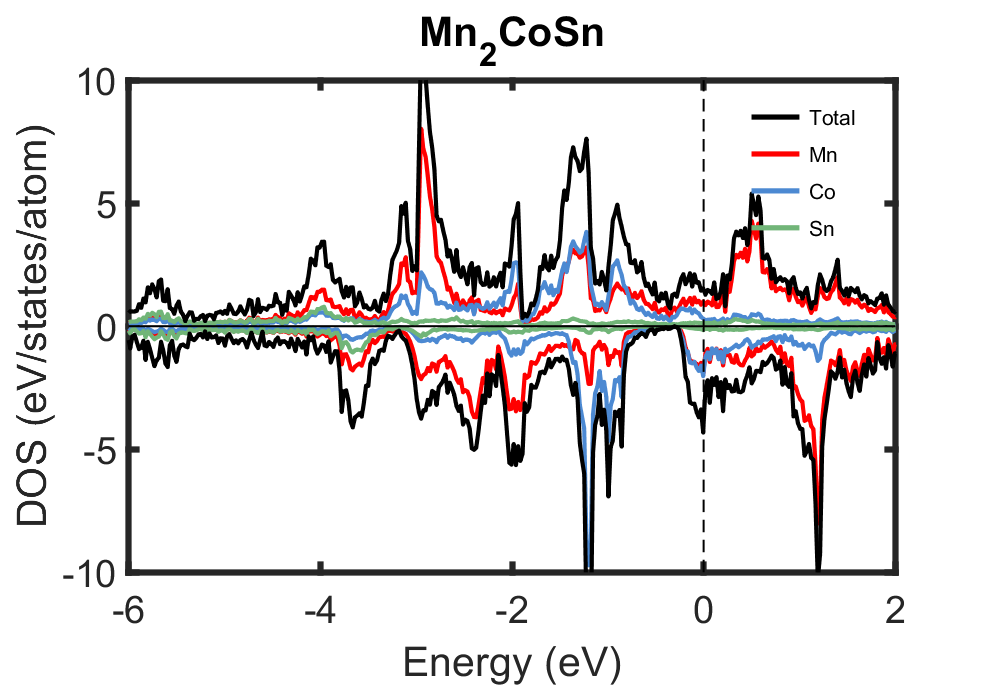 Mn₂CoSn
DOS (eV/states/atom)
10
5
0
-5
-10
Total
Mn
Co
Sn
-6 -4 -2 0 2
Energy (eV)